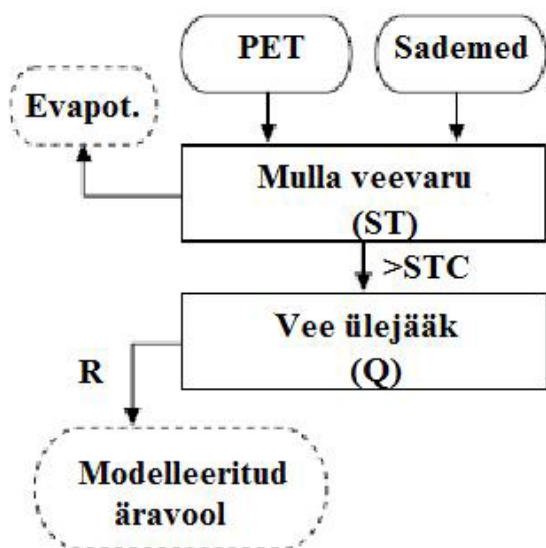 PET
Sademed
Evapot.
Mulla veevaru
(ST)
>STC
Vee ülejääk
(Q)
R
Modelleeritud
äravool